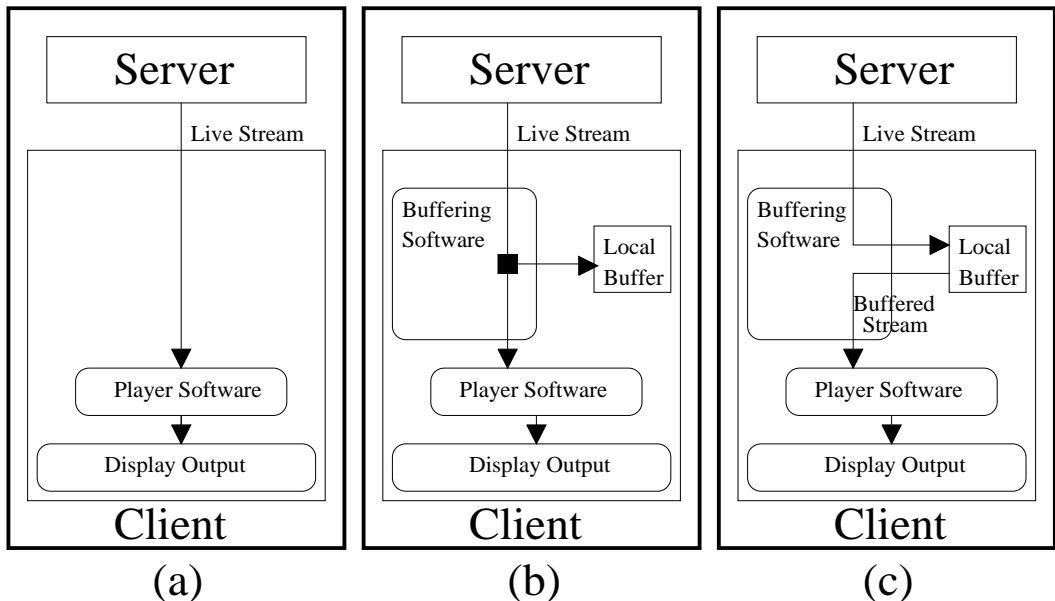 Server
Live Stream
Player Software
Display Output
Client
(a)
Server
Live Stream
Buffering
Software
Local
Buffer
Player Software
Display Output
Client
(b)
Server
Live Stream
Buffering
Software
Local
Buffer
Buffered
Stream
Player Software
Display Output
Client
(c)